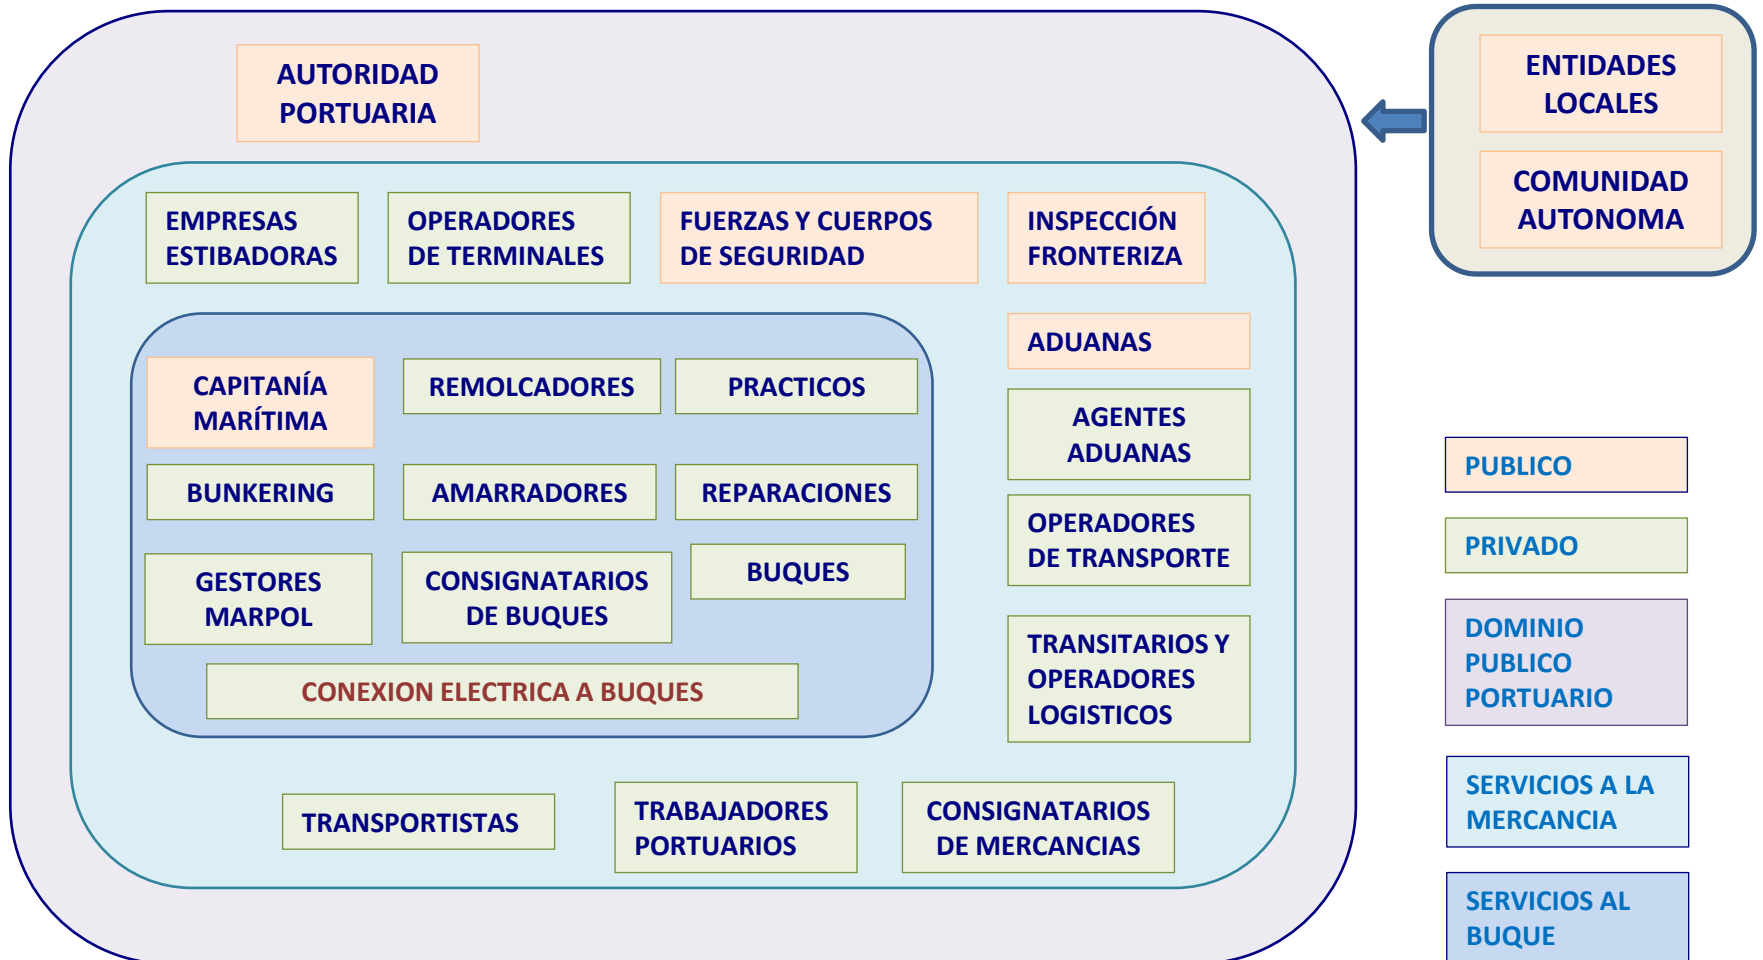 AUTORIDAD
PORTUARIA
ENTIDADES
LOCALES
COMUNIDAD
AUTONOMA
EMPRESAS
ESTIBADORAS
OPERADORES
DE TERMINALES
FUERZAS Y CUERPOS
DE SEGURIDAD
INSPECCIÓN
FRONTERIZA
ADUANAS
CAPITANÍA
MARÍTIMA
REMOLCADORES
PRACTICOS
AGENTES
ADUANAS
BUNKERING
AMARRADORES
REPARACIONES
OPERADORES
DE TRANSPORTE
GESTORES
MARPOL
CONSIGNATARIOS
DE BUQUES
BUQUES
TRANSITARIOS Y
OPERADORES
LOGISTICOS
CONEXION ELECTRICA A BUQUES
TRANSPORTISTAS
TRABAJADORES
PORTUARIOS
CONSIGNATARIOS
DE MERCANCIAS
PUBLICO
PRIVADO
DOMINIO
PUBLICO
PORTUARIO
SERVICIOS A LA
MERCANCIA
SERVICIOS AL
BUQUE